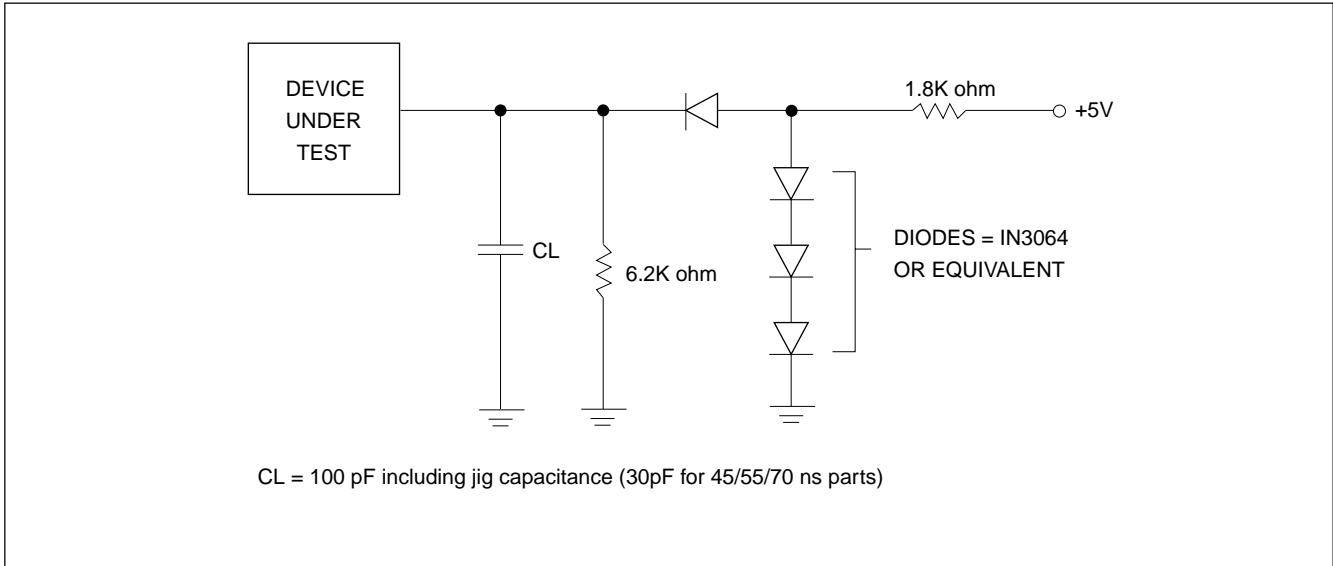 DEVICE
UNDER
TEST
1.8K ohm
+5V
CL
6.2K ohm
DIODES = IN3064
OR EQUIVALENT
CL = 100 pF including jig capacitance (30pF for 45/55/70 ns parts)